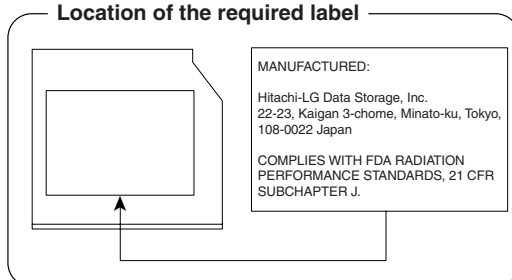 Location of the required label
MANUFACTURED:
Hitachi-LG Data Storage, Inc.
22-23, Kaigan 3-chome, Minato-ku, Tokyo,
108-0022 Japan
COMPLIES WITH FDA RADIATION
PERFORMANCE STANDARDS, 21 CFR
SUBCHAPTER J.